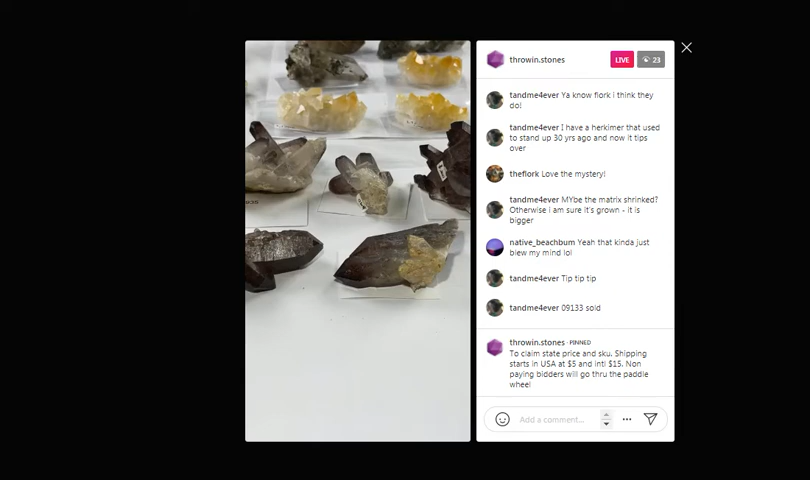 throwin.stones
LIVE
23
tandme4ever Ya know flork i think they
do!
tandme4ever I have a herkimer that used
to stand up 30 yrs ago and now it tips
over
theflork Love the mystery!
tandme4ever MYbe the matrix shrinked?
Otherwise i am sure it's grown - it is
bigger
native_beachbum Yeah that kinda just
blew my mind lol
tandme4ever Tip tip tip
tandme4ever 09133 sold
throwin.stones · PINNED
To claim state price and sku. Shipping
starts in USA at $5 and intl $15. Non
paying bidders will go thru the paddle
wheel
Add a comment...